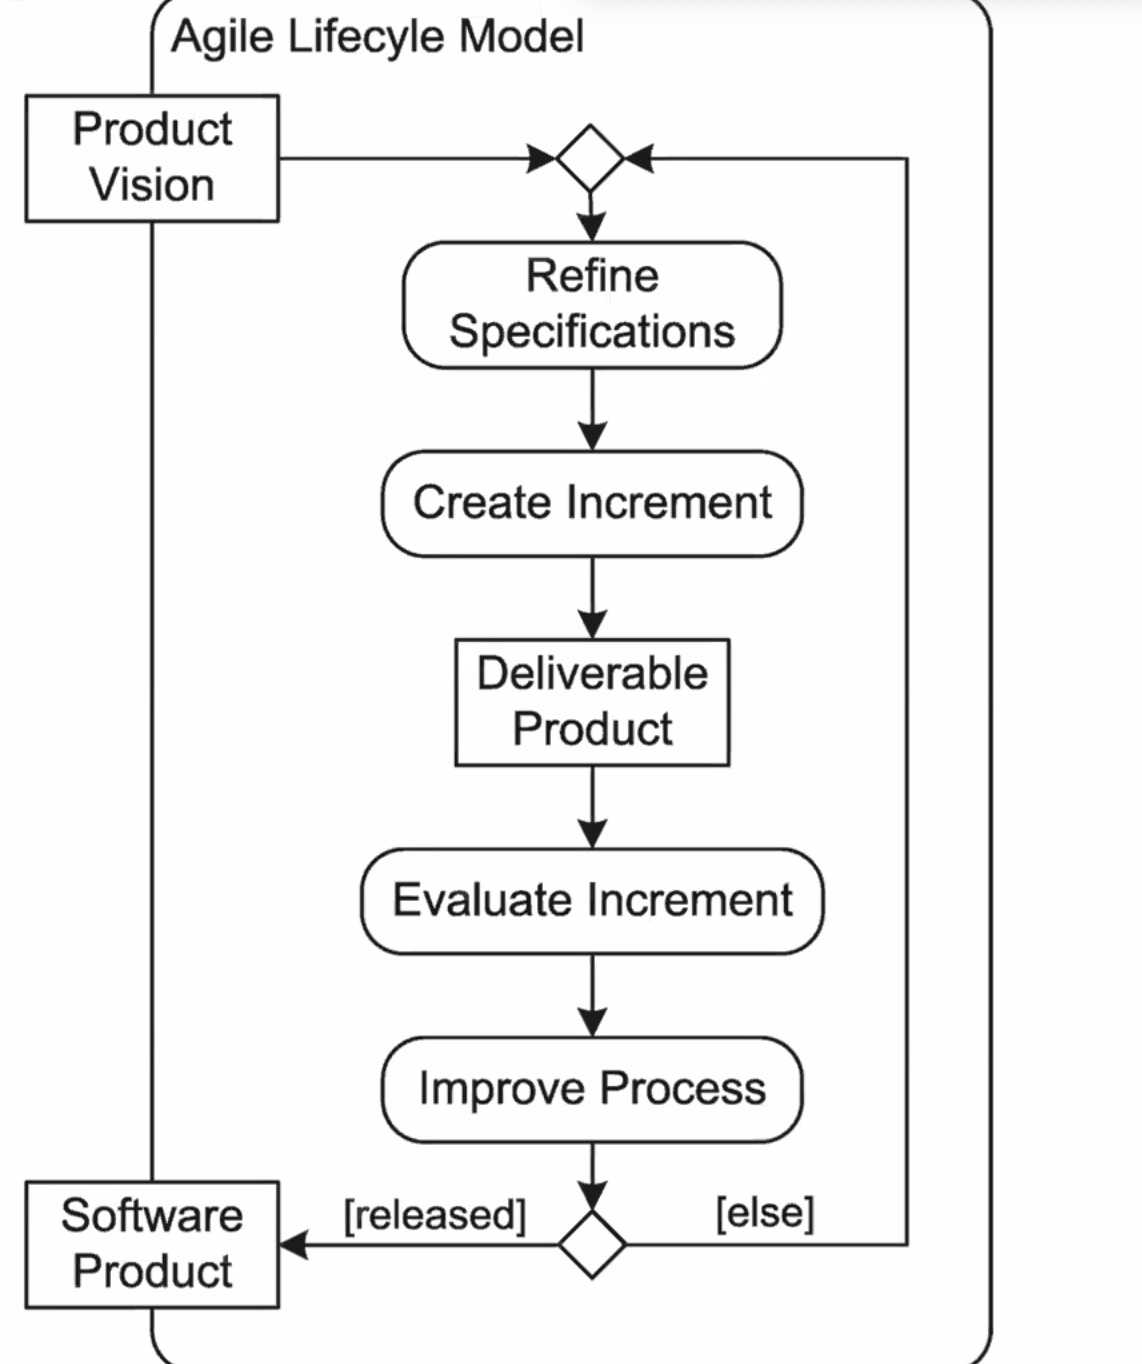 Agile Lifecyle Model
Product
Vision
Refine
Specifications
Create Increment
Deliverable
Product
Evaluate Increment
Improve Process
[released]
[else]
Software
Product